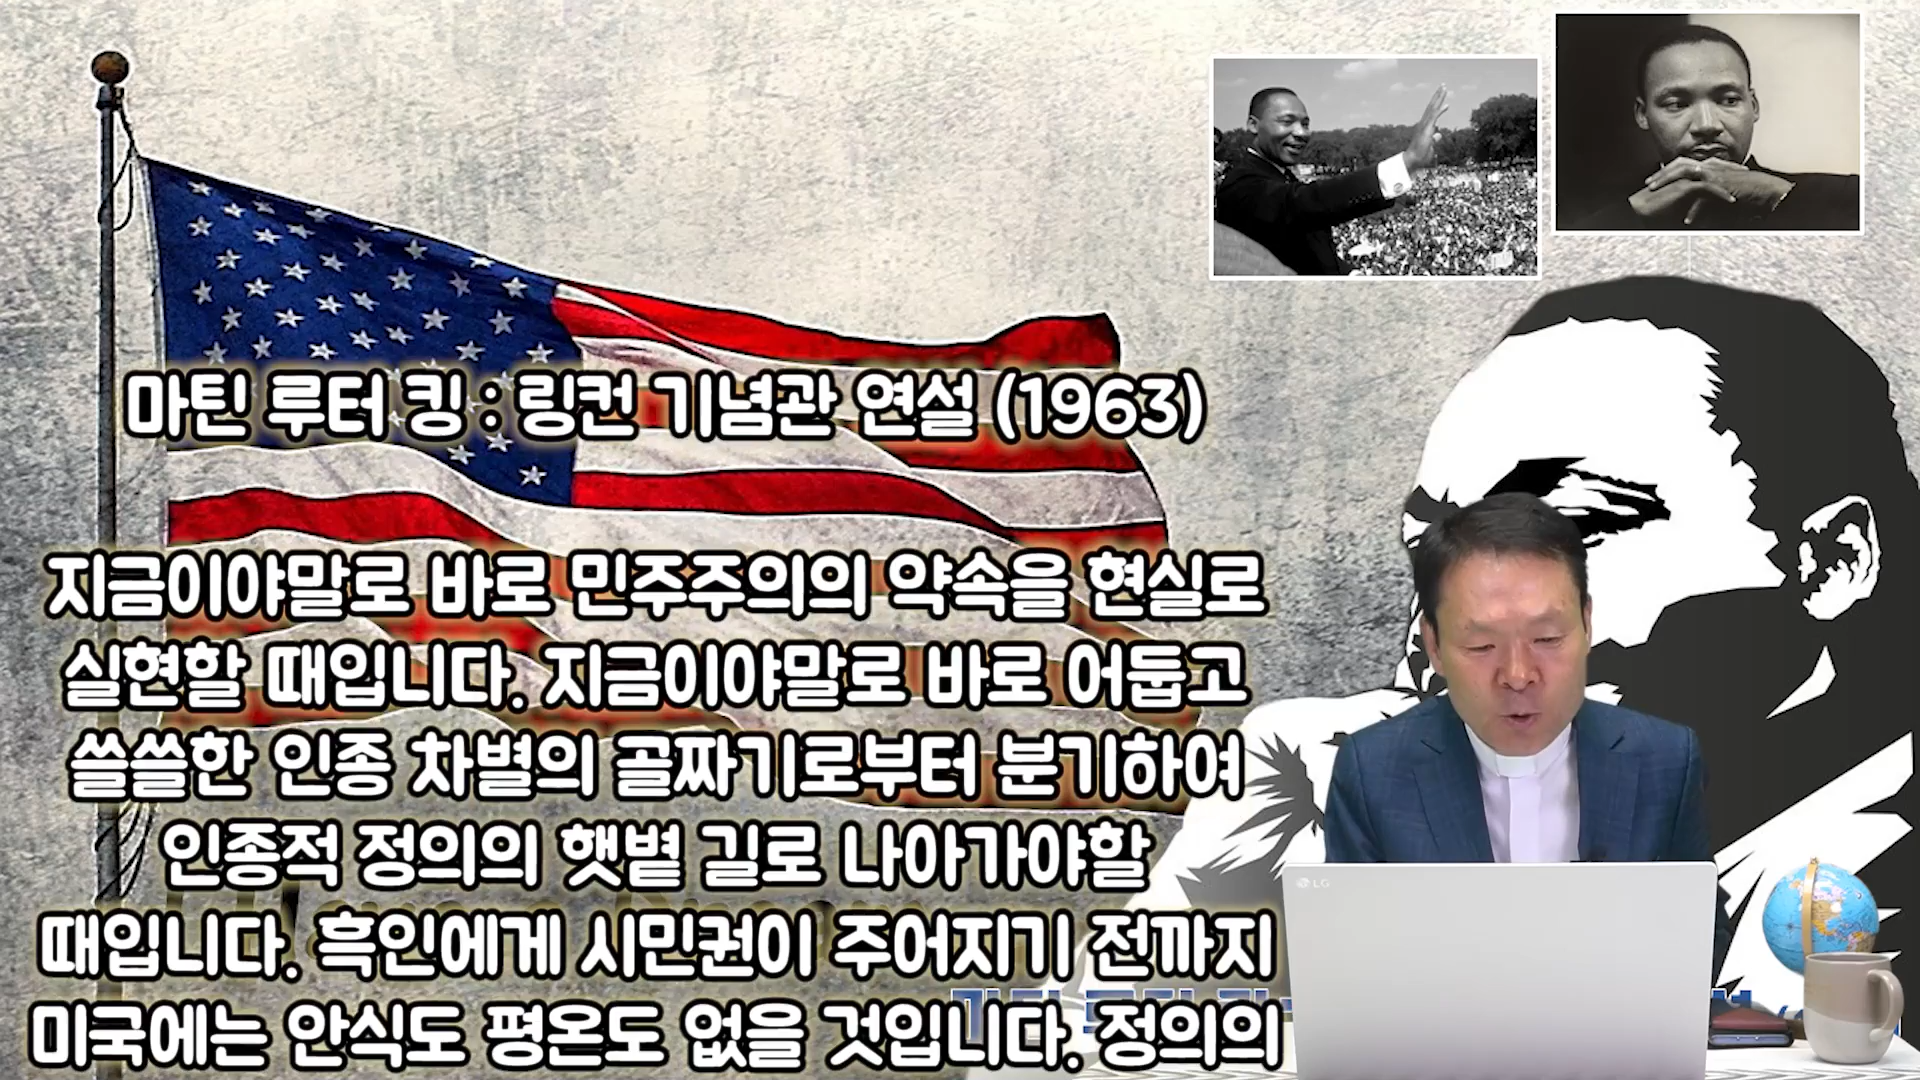 마틴 루터 킹 : 링컨 기념관 연설 (1963)
지금이야말로 바로 민주주의의 약속을 현실로
실현할 때입니다. 지금이야말로 바로 어둡고
쓸쓸한 인종 차별의 골짜기로부터 분기하여
인종적 정의의 햇볕 길로 나아가야할
때입니다. 흑인에게 시민권이 주어지기 전까지
미국에는 안식도 평온도 없을 것입니다. 정의의
LG